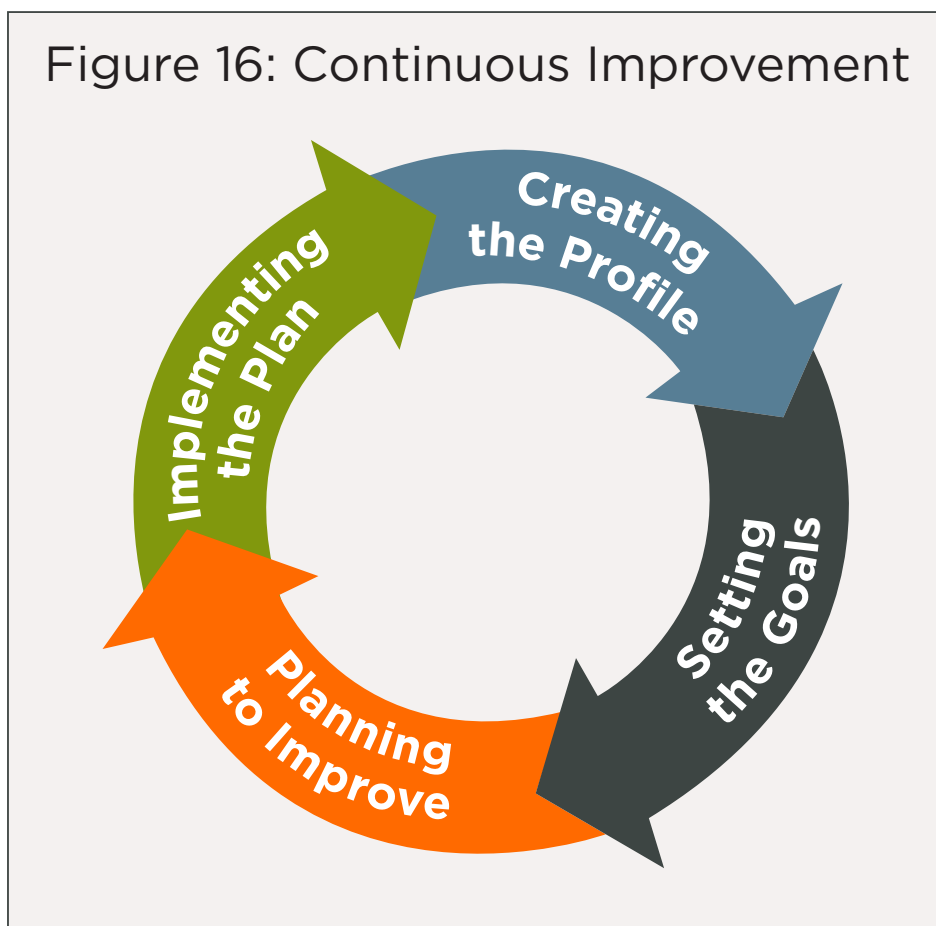 Figure 16: Continuous Improvement
Creating
the Profile
Setting
the Goals
Planning
to Improve
Implementing
the Plan